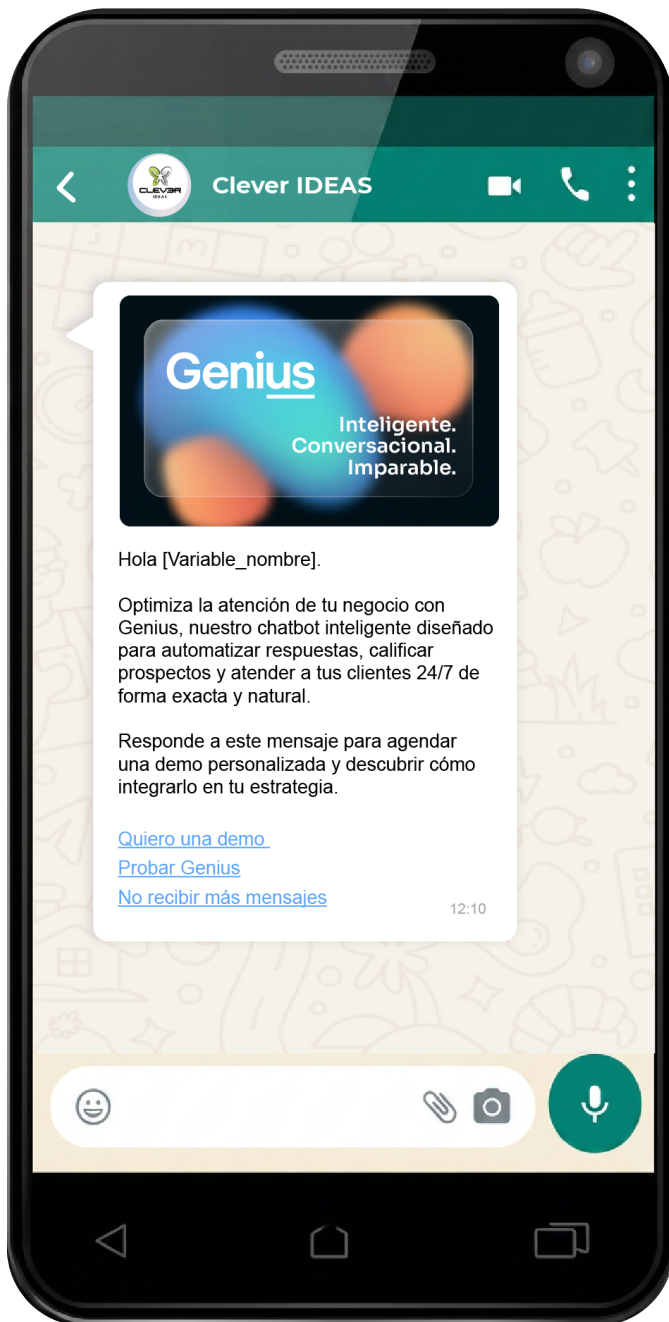 CLEV3R
IDEAS
Clever IDEAS
Genius
Inteligente.
Conversacional.
Imparable.
Hola [Variable_nombre].
Optimiza la atención de tu negocio con
Genius, nuestro chatbot inteligente diseñado
para automatizar respuestas, calificar
prospectos y atender a tus clientes 24/7 de
forma exacta y natural.
Responde a este mensaje para agendar
una demo personalizada y descubrir cómo
integrarlo en tu estrategia.
Quiero una demo
Probar Genius
No recibir más mensajes
12:10